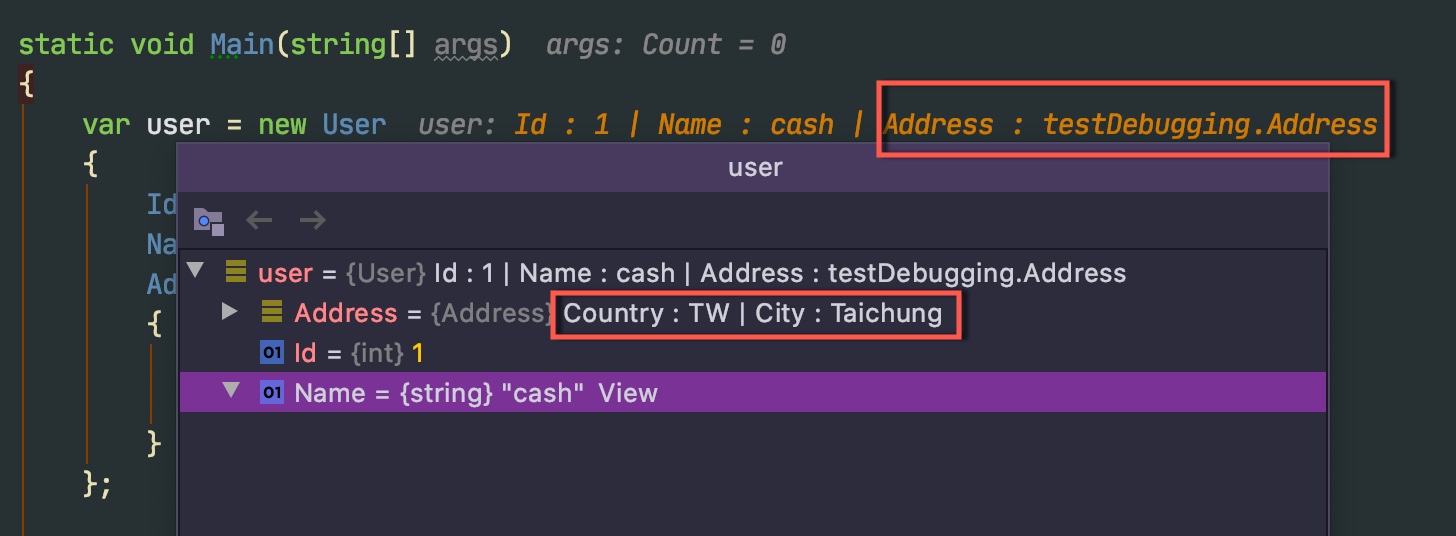 static void Main(string[] args)  args: Count = 0
{
var user = new User  user: Id : 1 | Name : cash | Address : testDebugging.Address
{
user
Id
Na
user = {User} Id : 1 | Name : cash | Address : testDebugging.Address
Ad
{
Address = {Address} Country : TW | City : Taichung
01 Id = {int} 1
01 Name = {string} "cash" View
}
};